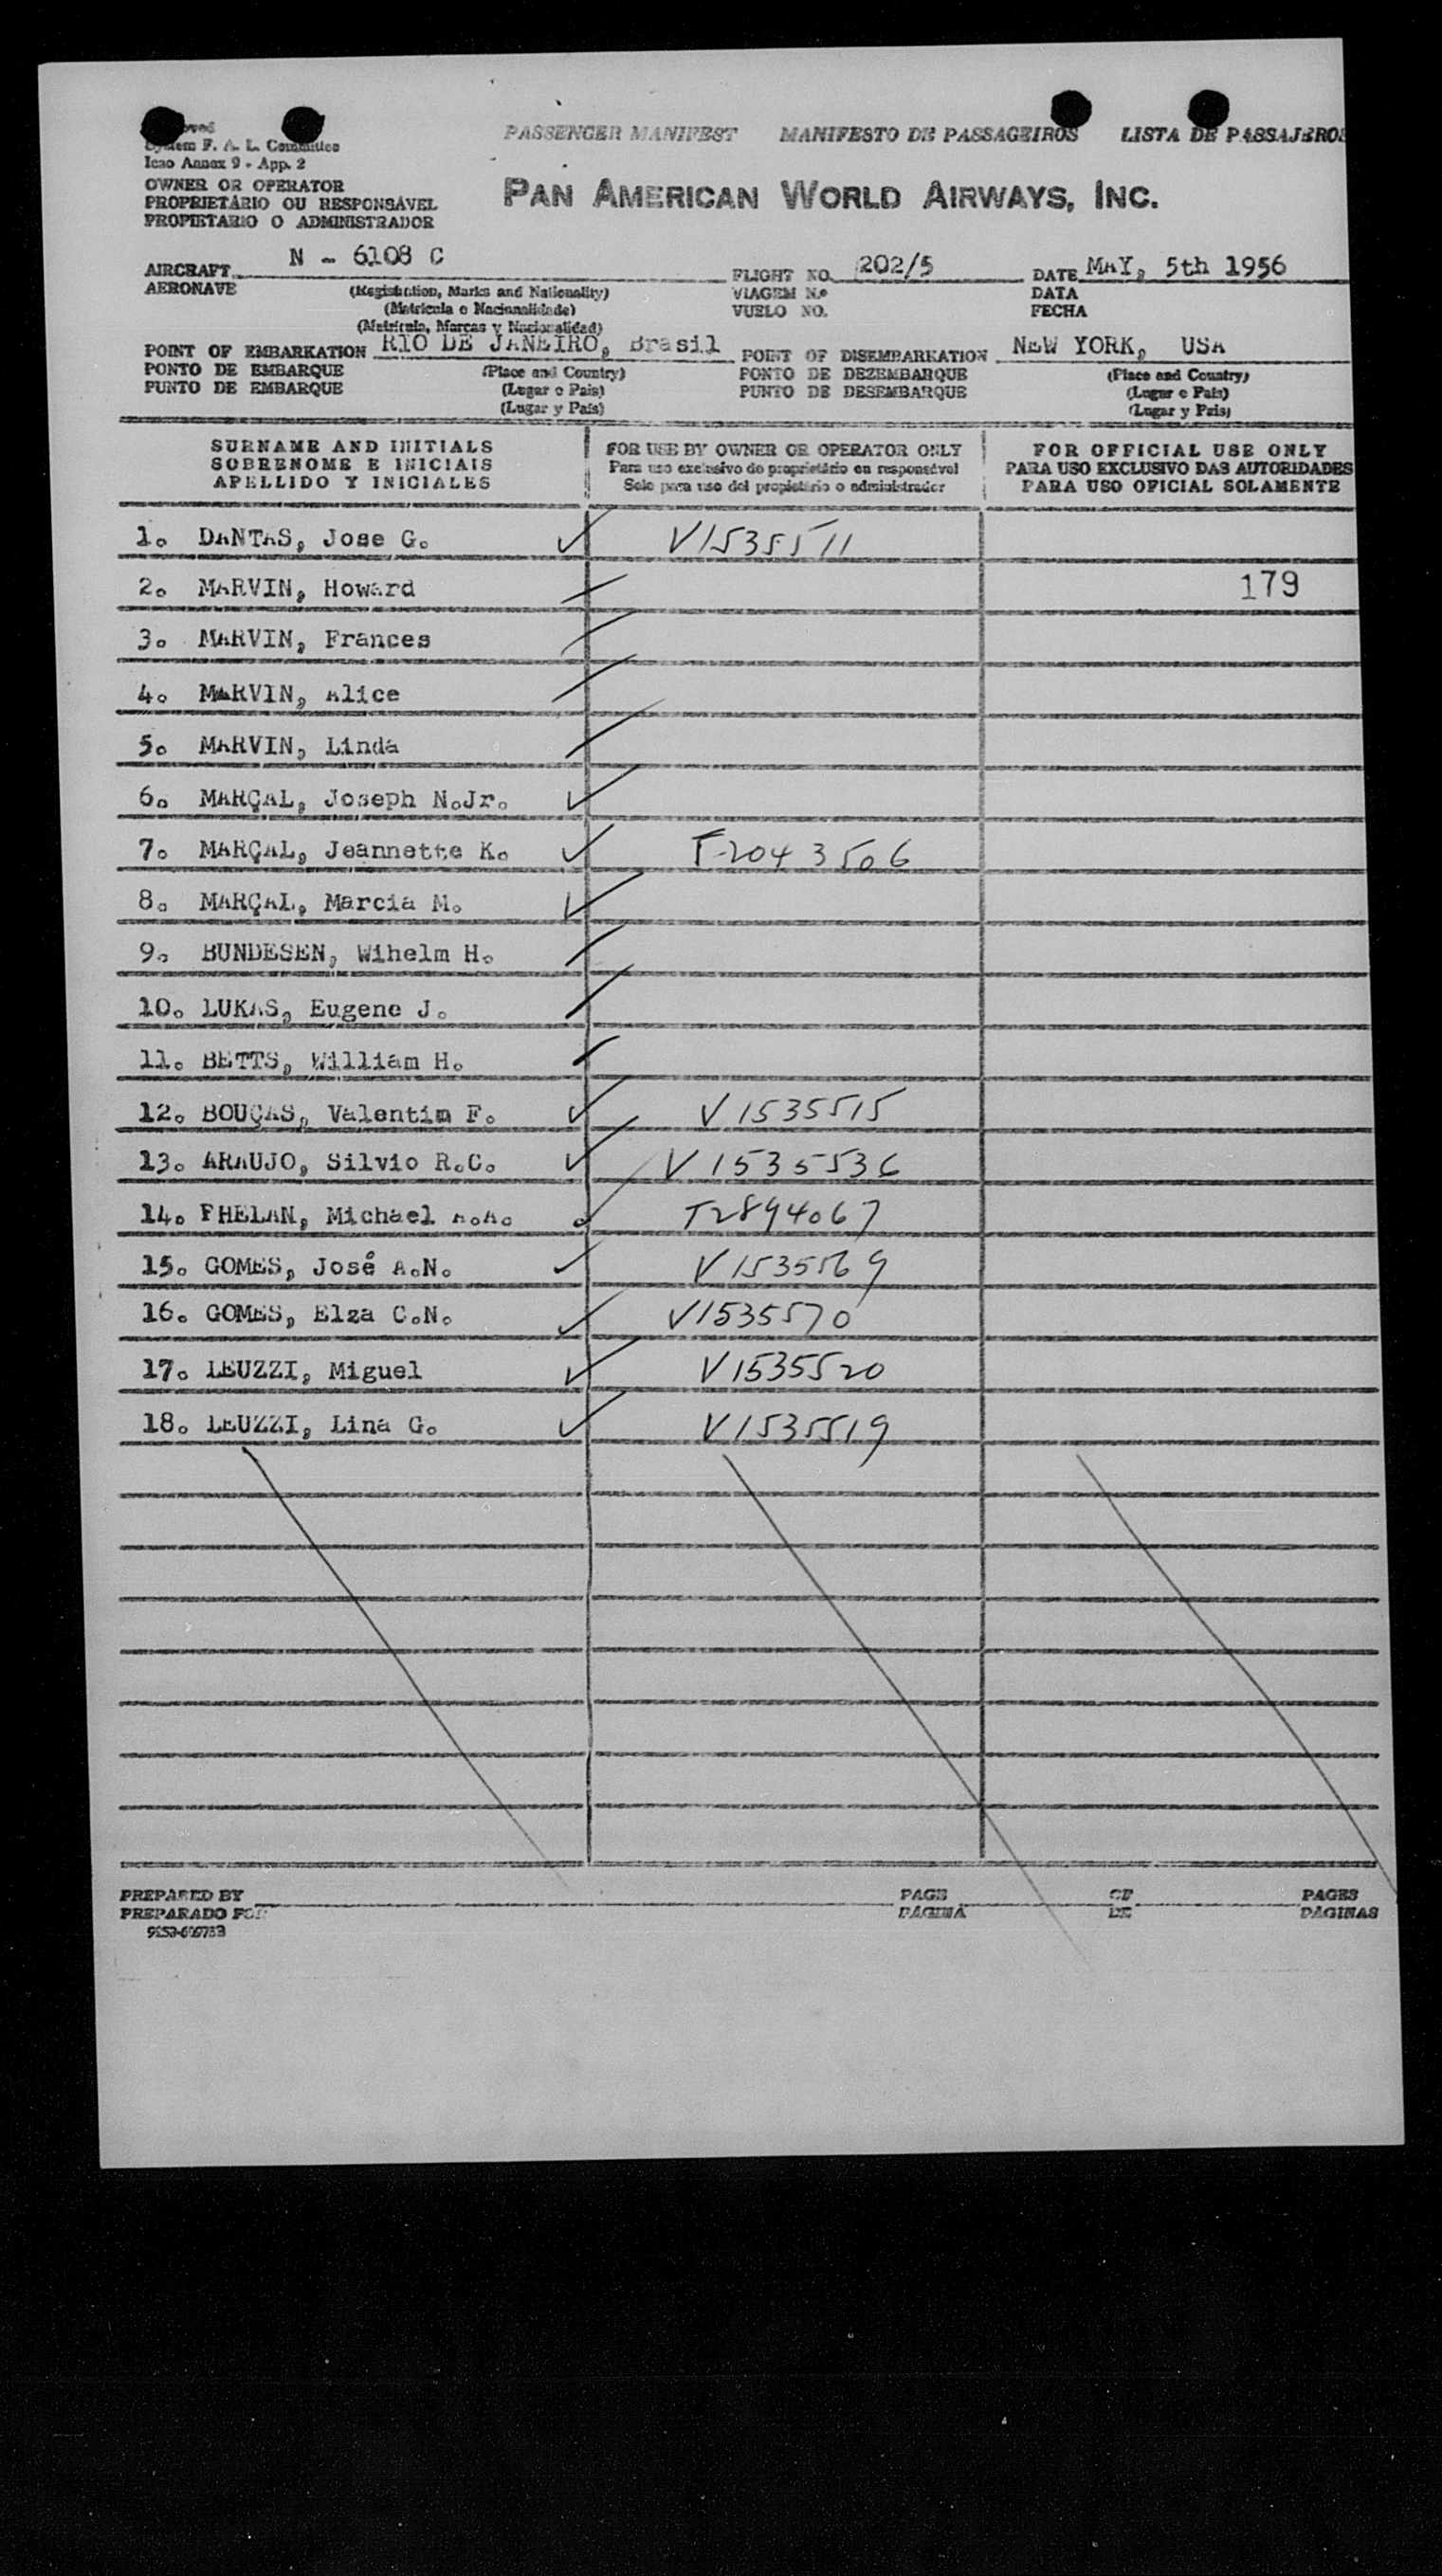 PASSENGER MANIFEST MANIFESTO DE PASSAGEIROS LISTA DE PASSAJEROS
System F. A. L. Committee
Icao Annex 9 - App. 2
OWNER OR OPERATOR
PROPRIETÁRIO OU RESPONSÁVEL
PROPIETARIO O ADMINISTRADOR
PAN AMERICAN WORLD AIRWAYS, INC.
AIRCRAFT N - 6108 C FLIGHT NO. 202/5 DATE MAY, 5th 1956
AERONAVE (Registration, Marks and Nationality) VIAGEM N.º DATA
(Matricula e Nacionalidade) VUELO NO. FECHA
(Matrícula, Marcas y Nacionalidad)
POINT OF EMBARKATION RIO DE JANEIRO, Brasil POINT OF DISEMBARKATION NEW YORK, USA
PONTO DE EMBARQUE (Place and Country) PONTO DE DEZEMBARQUE (Place and Country)
PUNTO DE EMBARQUE (Lugar e Pais) PUNTO DE DESEMBARQUE (Lugar e Pais)
(Lugar y País) (Lugar y Pais)
SURNAME AND INITIALS FOR USE BY OWNER OR OPERATOR ONLY FOR OFFICIAL USE ONLY
SOBRENOME E INICIAIS Para uso exclusivo do proprietário ou responsável PARA USO EXCLUSIVO DAS AUTORIDADES
APELLIDO Y INICIALES Solo para uso del propietario o administrador PARA USO OFICIAL SOLAMENTE
1. DANTAS, Jose G. V1535511
2. MARVIN, Howard 179
3. MARVIN, Frances
4. MARVIN, Alice
5. MARVIN, Linda
6. MARÇAL, Joseph N.Jr.
7. MARÇAL, Jeannette K. T-2043506
8. MARÇAL, Marcia M.
9. BUNDESEN, Wihelm H.
10. LUKAS, Eugene J.
11. BETTS, William H.
12. BOUÇAS, Valentim F. V1535515
13. ARAUJO, Silvio R.C. V1535536
14. PHELAN, Michael A.A. T2894067
15. GOMES, José A.N. V1535569
16. GOMES, Elza C.N. V1535570
17. LEUZZI, Miguel V1535520
18. LEUZZI, Lina G. V1535519
PREPARED BY PAGE OF PAGES
PREPARADO POR PAGINA DE PAGINAS